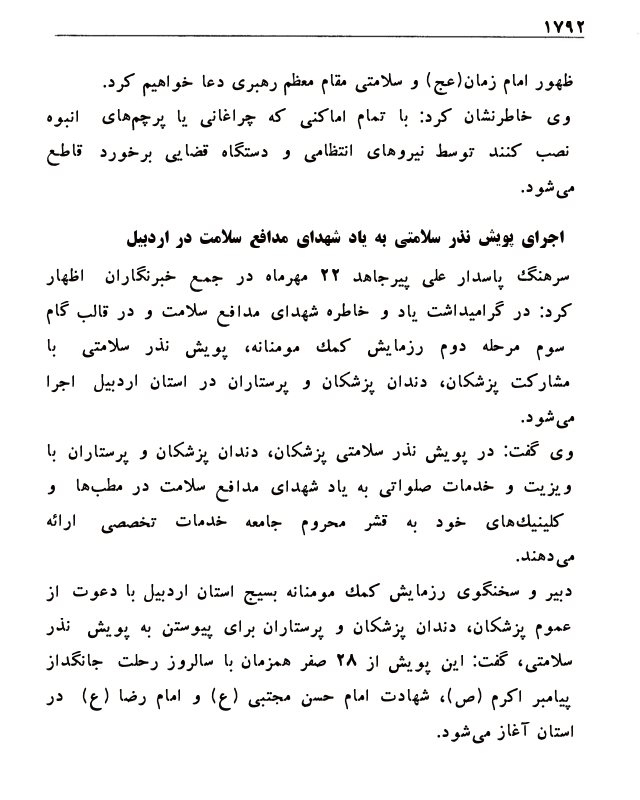 ۱۷۹۲
ظهور امام زمان(عج) و سلامتی مقام معظم رهبری دعا خواهیم کرد.
وی خاطرنشان کرد: با تمام اماکنی که چراغانی یا پرچم‌های انبوه
نصب کنند توسط نیروهای انتظامی و دستگاه قضایی برخورد قاطع
می‌شود.
اجرای پویش نذر سلامتی به یاد شهدای مدافع سلامت در اردبیل
سرهنگ پاسدار علی پیرجاهد ۲۲ مهرماه در جمع خبرنگاران اظهار
کرد: در گرامیداشت یاد و خاطره شهدای مدافع سلامت و در قالب گام
سوم مرحله دوم رزمایش کمك مومنانه، پویش نذر سلامتی با
مشارکت پزشکان، دندان پزشکان و پرستاران در استان اردبیل اجرا
می‌شود.
وی گفت: در پویش نذر سلامتی پزشکان، دندان پزشکان و پرستاران با
ویزیت و خدمات صلواتی به یاد شهدای مدافع سلامت در مطب‌ها و
کلینیك‌های خود به قشر محروم جامعه خدمات تخصصی ارائه
می‌دهند.
دبیر و سخنگوی رزمایش کمك مومنانه بسیج استان اردبیل با دعوت از
عموم پزشکان، دندان پزشکان و پرستاران برای پیوستن به پویش نذر
سلامتی، گفت: این پویش از ۲۸ صفر همزمان با سالروز رحلت جانگداز
پیامبر اکرم (ص)، شهادت امام حسن مجتبی (ع) و امام رضا (ع) در
استان آغاز می‌شود.